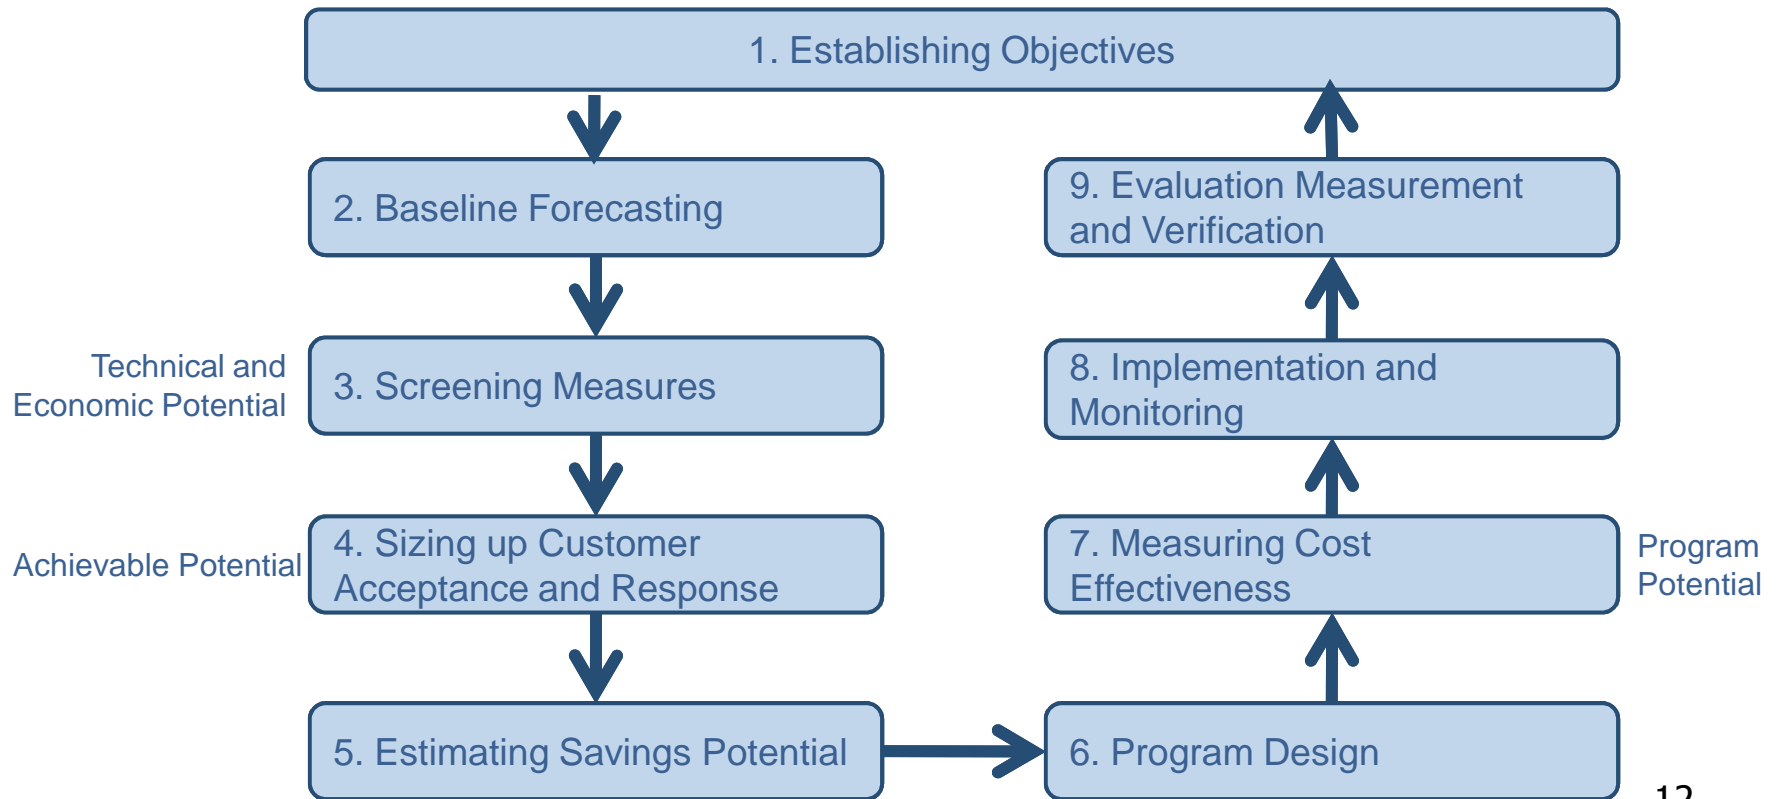 1. Establishing Objectives
2. Baseline Forecasting
9. Evaluation Measurement
and Verification
Technical and
Economic Potential
3. Screening Measures
8. Implementation and
Monitoring
Achievable Potential
4. Sizing up Customer
Acceptance and Response
7. Measuring Cost
Effectiveness
Program
Potential
5. Estimating Savings Potential
6. Program Design
12